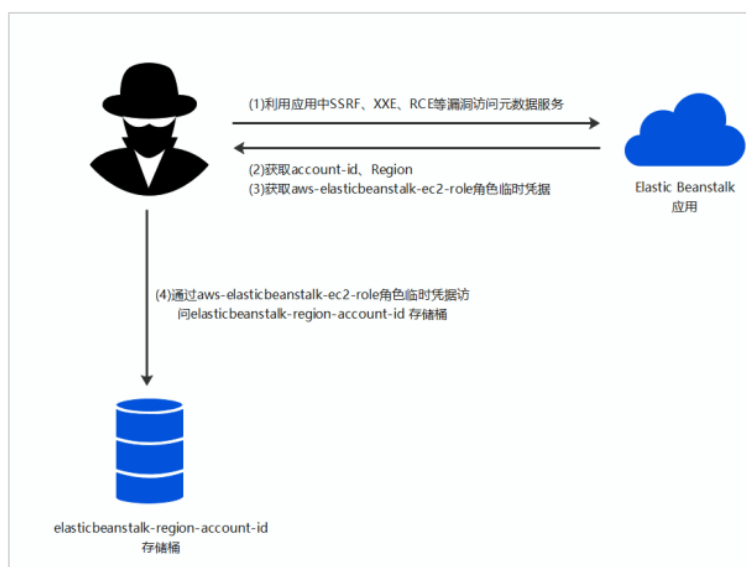 (1)利用应用中SSRF、XXE、RCE等漏洞访问元数据服务
(2)获取account-id、Region
(3)获取aws-elasticbeanstalk-ec2-role角色临时凭据
Elastic Beanstalk
应用
(4)通过aws-elasticbeanstalk-ec2-role角色临时凭据访
问elasticbeanstalk-region-account-id 存储桶
elasticbeanstalk-region-account-id
存储桶